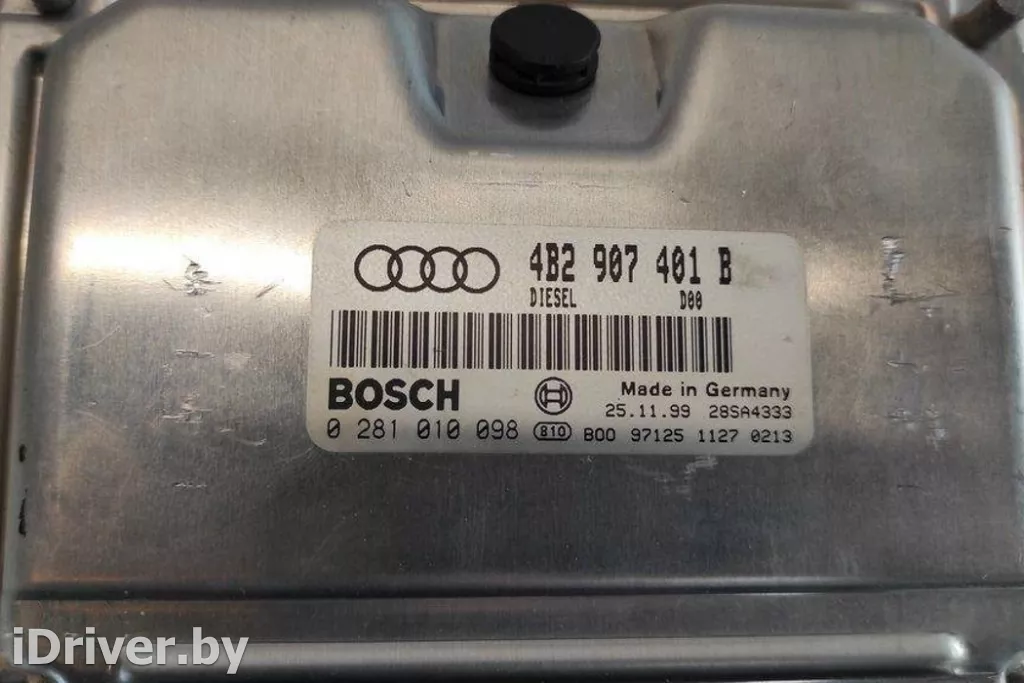 4B2 907 401 B
DIESEL D00
BOSCH
Made in Germany
25.11.99 28SA4333
0 281 010 098 810 B00 97125 1127 0213
iDriver.by